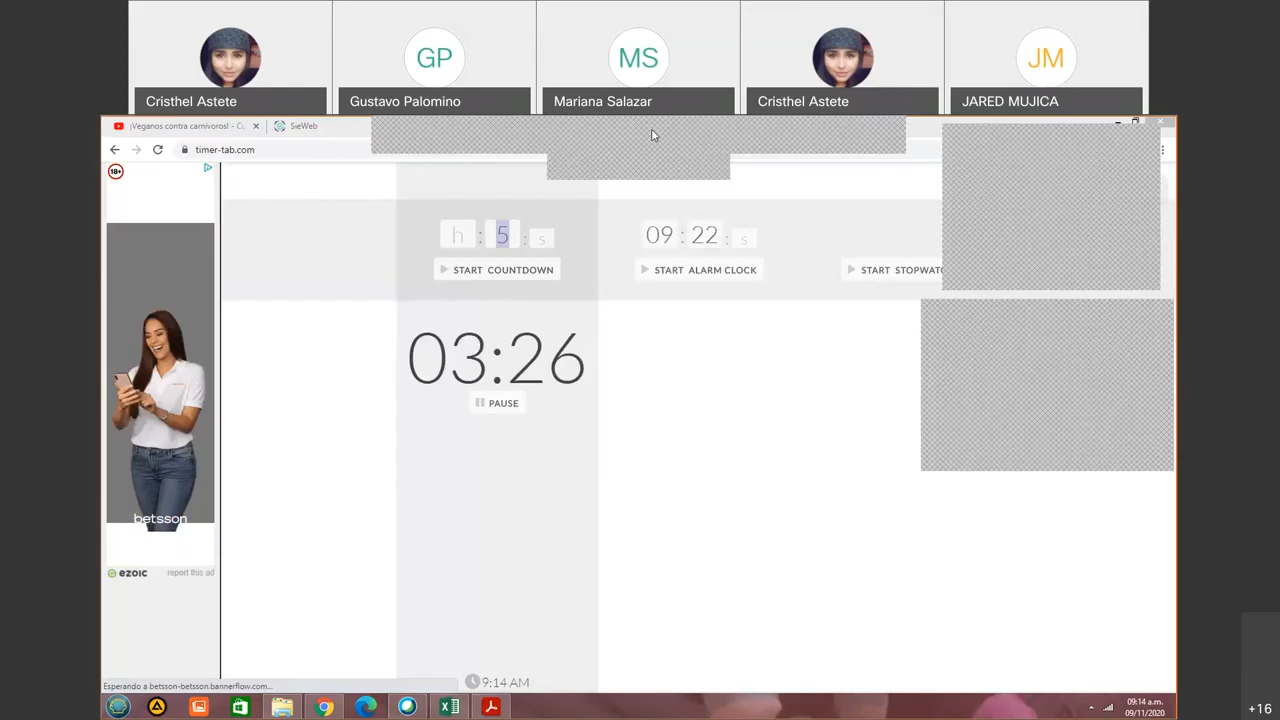 GP
MS
JM
Cristhel Astete
Gustavo Palomino
Mariana Salazar
Cristhel Astete
JARED MUJICA
¡Veganos contra carnívoros! - Cu
SieWeb
timer-tab.com
18+
h : 5 : s
09 : 22 : s
START COUNTDOWN
START ALARM CLOCK
03:26
PAUSE
betsson
ezoic
report this ad
9:14 AM
Esperando a betsson-betsson.bannerflow.com...
09:14 a.m.
09/11/2020
+16